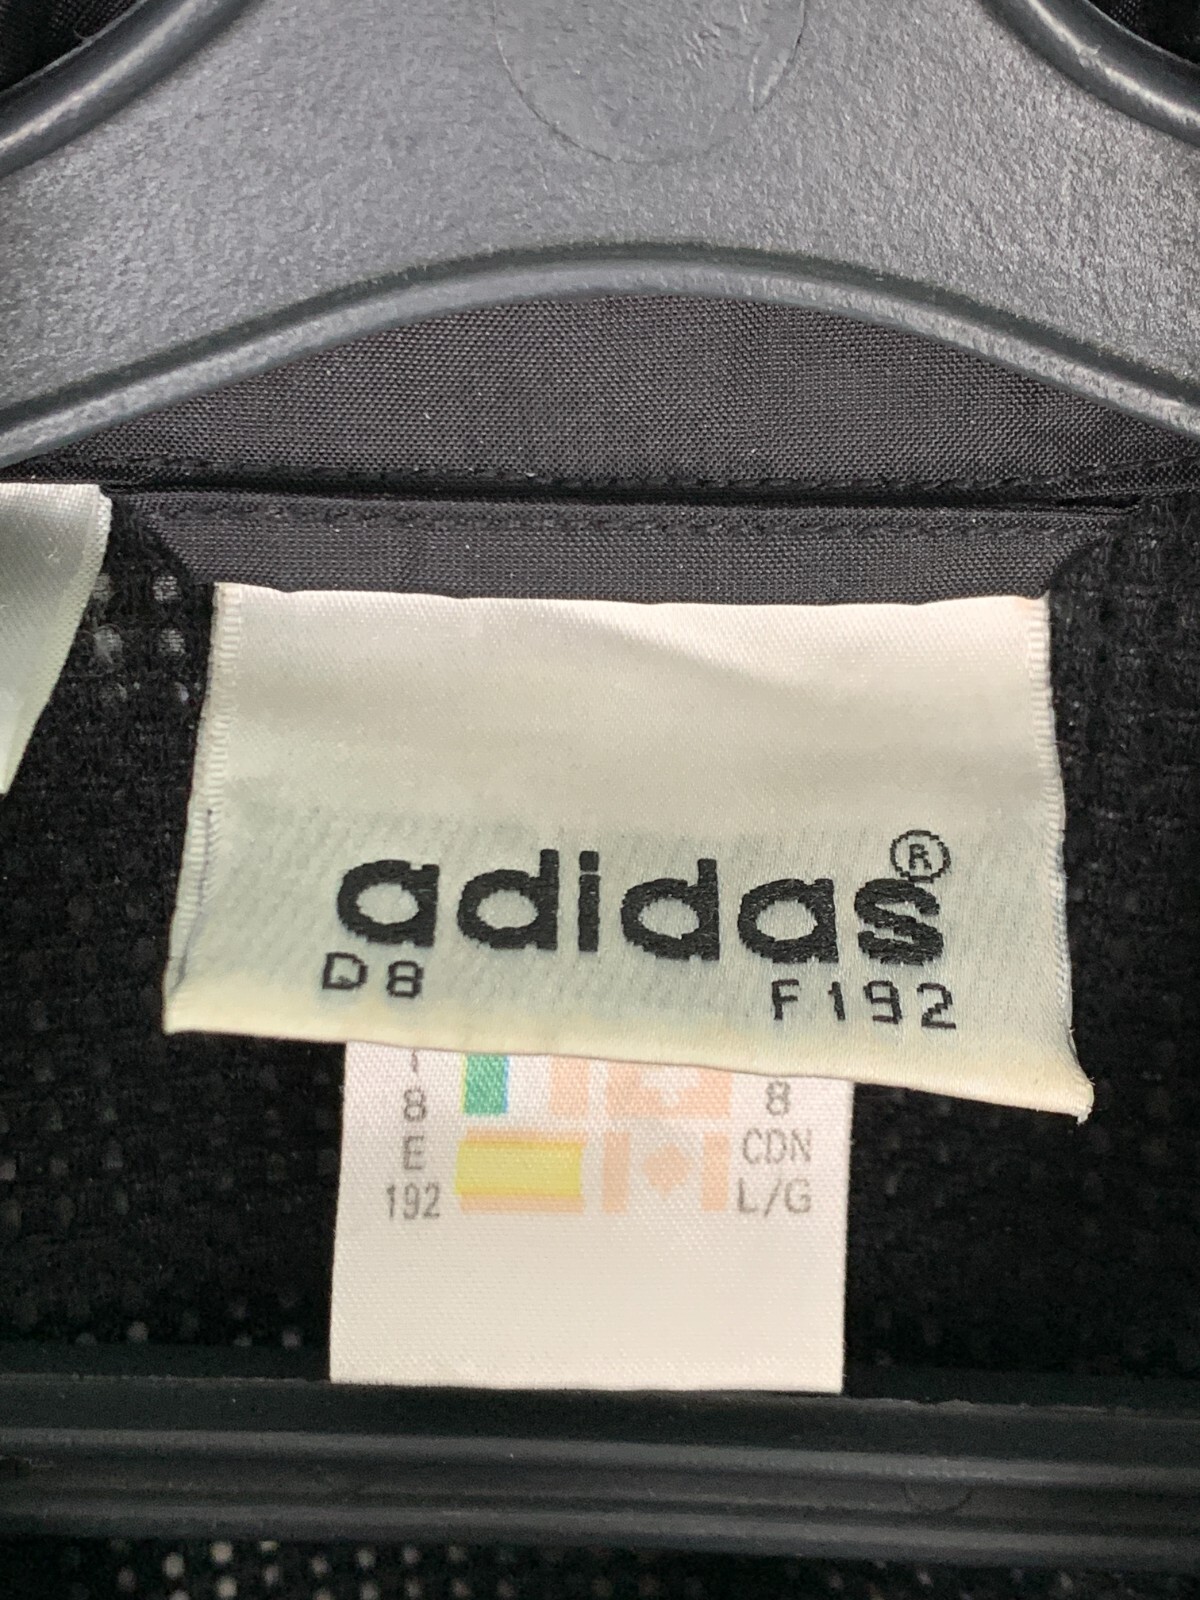 adidas®
D8 F192
8 8
E CDN
192 L/G